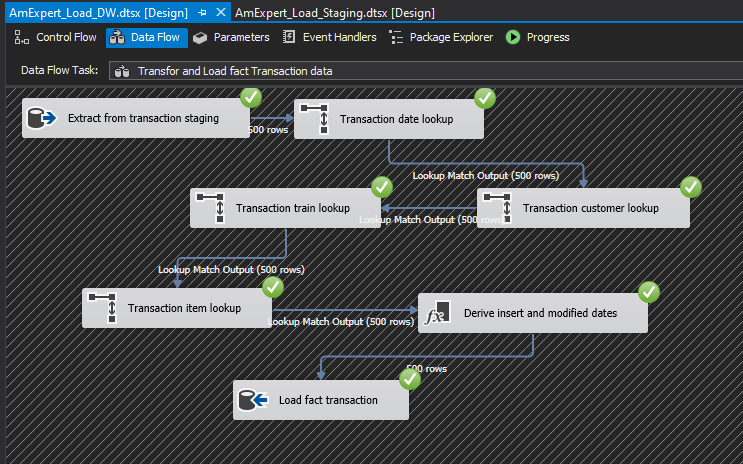 AmExpert_Load_DW.dtsx [Design]
AmExpert_Load_Staging.dtsx [Design]
Control Flow
Data Flow
Parameters
Event Handlers
Package Explorer
Progress
Data Flow Task:
Transfor and Load fact Transaction data
Extract from transaction staging
500 rows
Transaction date lookup
Lookup Match Output (500 rows)
Transaction customer lookup
Lookup Match Output (500 rows)
Transaction train lookup
Lookup Match Output (500 rows)
Transaction item lookup
Lookup Match Output (500 rows)
Derive insert and modified dates
500 rows
Load fact transaction